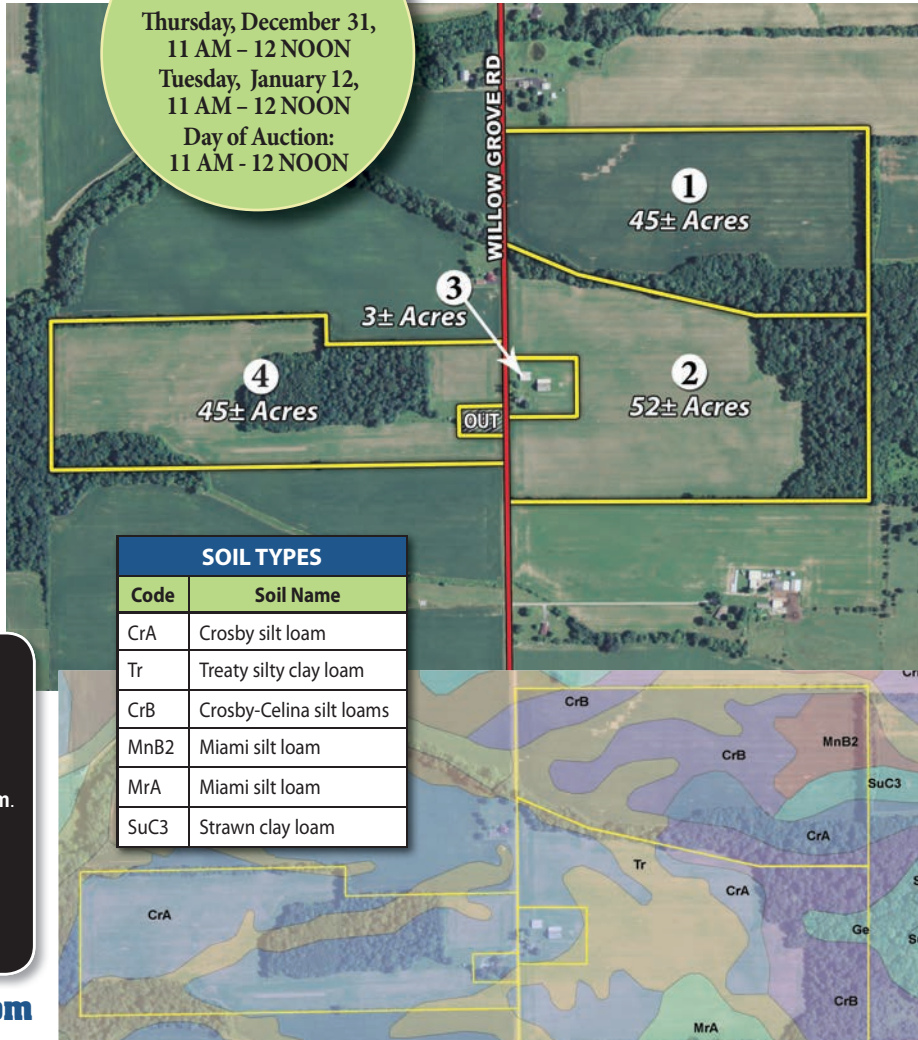 Thursday, December 31,
11 AM – 12 NOON
Tuesday, January 12,
11 AM – 12 NOON
Day of Auction:
11 AM - 12 NOON
WILLOW GROVE RD
1
45± Acres
3
3± Acres
2
52± Acres
4
45± Acres
OUT
SOIL TYPES
Code Soil Name
CrA Crosby silt loam
Tr Treaty silty clay loam
CrB Crosby-Celina silt loams
MnB2 Miami silt loam
MrA Miami silt loam
SuC3 Strawn clay loam
CrB
CrB
MnB2
SuC3
CrA
Tr
CrA
CrA
Ge
CrB
MrA
m.
om